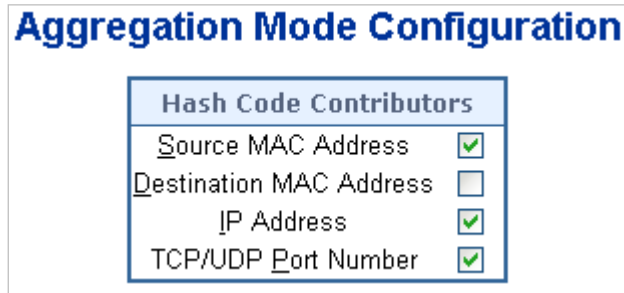 Aggregation Mode Configuration
Hash Code Contributors
Source MAC Address
Destination MAC Address
IP Address
TCP/UDP Port Number